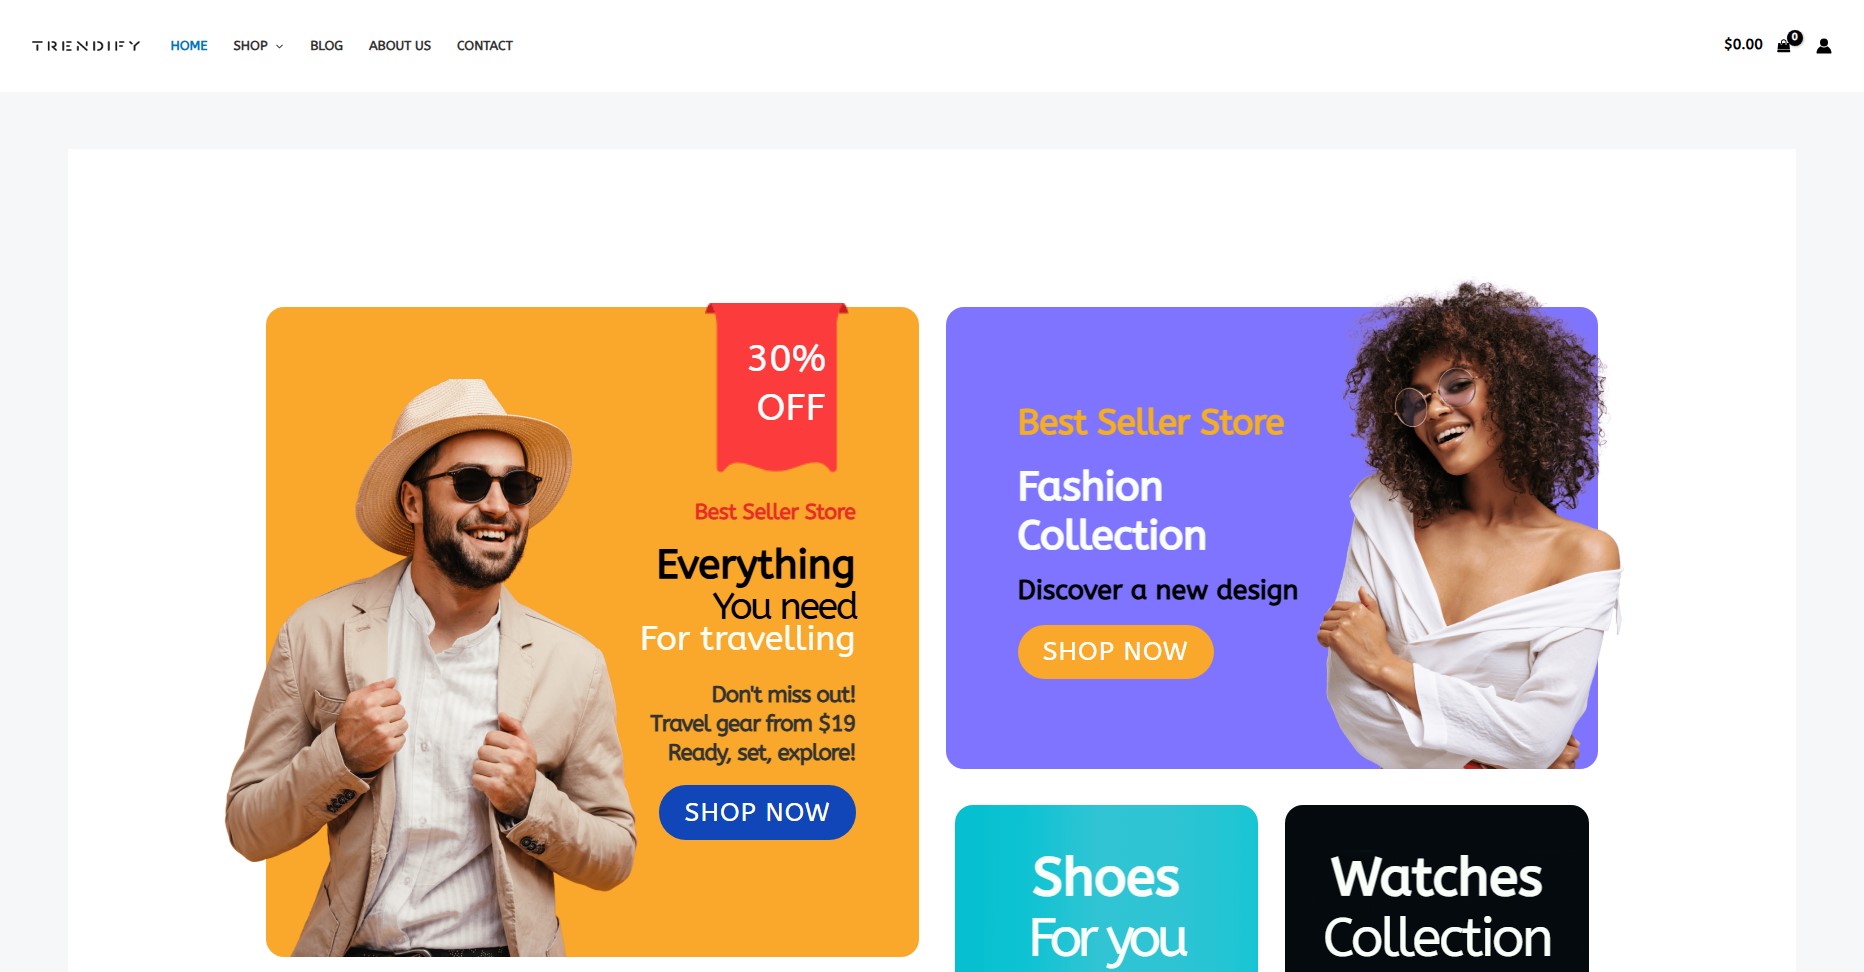 TRENDIFY
HOME
SHOP
BLOG
ABOUT US
CONTACT
$0.00
0
30%
OFF
Best Seller Store
Everything
You need
For travelling
Don't miss out!
Travel gear from $19
Ready, set, explore!
SHOP NOW
Best Seller Store
Fashion
Collection
Discover a new design
SHOP NOW
Shoes
For you
Watches
Collection